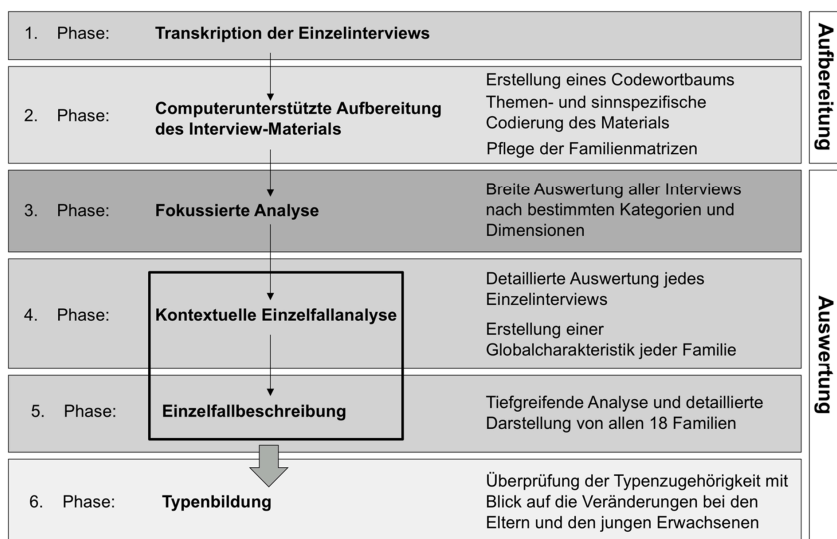 1. Phase: Transkription der Einzelinterviews
2. Phase: Computerunterstützte Aufbereitung
des Interview-Materials
Erstellung eines Codewortbaums
Themen- und sinnspezifische
Codierung des Materials
Pflege der Familienmatrizen
Aufbereitung
3. Phase: Fokussierte Analyse
Breite Auswertung aller Interviews
nach bestimmten Kategorien und
Dimensionen
4. Phase: Kontextuelle Einzelfallanalyse
Detaillierte Auswertung jedes
Einzelinterviews
Erstellung einer
Globalcharakteristik jeder Familie
5. Phase: Einzelfallbeschreibung
Tiefgreifende Analyse und detaillierte
Darstellung von allen 18 Familien
6. Phase: Typenbildung
Überprüfung der Typenzugehörigkeit mit
Blick auf die Veränderungen bei den
Eltern und den jungen Erwachsenen
Auswertung